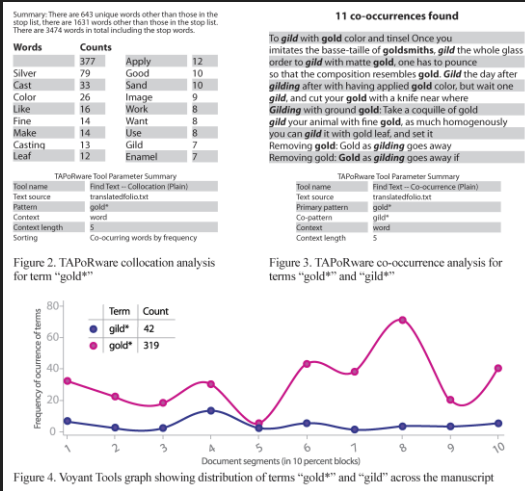 Summary: There are 643 unique words other than those in the
stop list, there are 1631 words other than those in the stop list.
There are 3474 words in total including the stop words.
Words Counts
377 Apply 12
Silver 79 Good 10
Cast 33 Sand 10
Color 26 Image 9
Like 16 Work 8
Fine 14 Want 8
Make 14 Use 8
Casting 13 Gild 7
Leaf 12 Enamel 7
TAPoRware Tool Parameter Summary
Tool name Find Text -- Collocation (Plain)
Text source translatedfolio.txt
Pattern gold*
Context word
Context length 5
Sorting Co-ocurring words by frequency
Figure 2. TAPoRware collocation analysis
for term “gold*”
11 co-occurrences found
To gild with gold color and tinsel Once you
imitates the basse-taille of goldsmiths, gild the whole glass
order to gild with matte gold, one has to pounce
so that the composition resembles gold. Gild the day after
gilding after with having applied gold color, but wait one
gild, and cut your gold with a knife near where
Gilding with ground gold: Take a coquille of gold
gild your animal with fine gold, as much homogenously
you can gild it with gold leaf, and set it
Removing gold: Gold as gilding goes away
Removing gold: Gold as gilding goes away if
TAPoRware Tool Parameter Summary
Tool name Find Text -- Co-occurrence (Plain)
Text source translatedfolio.txt
Primary pattern gold*
Co-pattern gild*
Context word
Context length 5
Figure 3. TAPoRware co-occurrence analysis for
terms “gold*” and “gild*”
Frequency of ocurrence of terms
80
60
40
20
0
Term Count
gild* 42
gold* 319
1 2 3 4 5 6 7 8 9 10
Document segments (in 10 percent blocks)
Figure 4. Voyant Tools graph showing distribution of terms “gold*” and “gild” across the manuscript